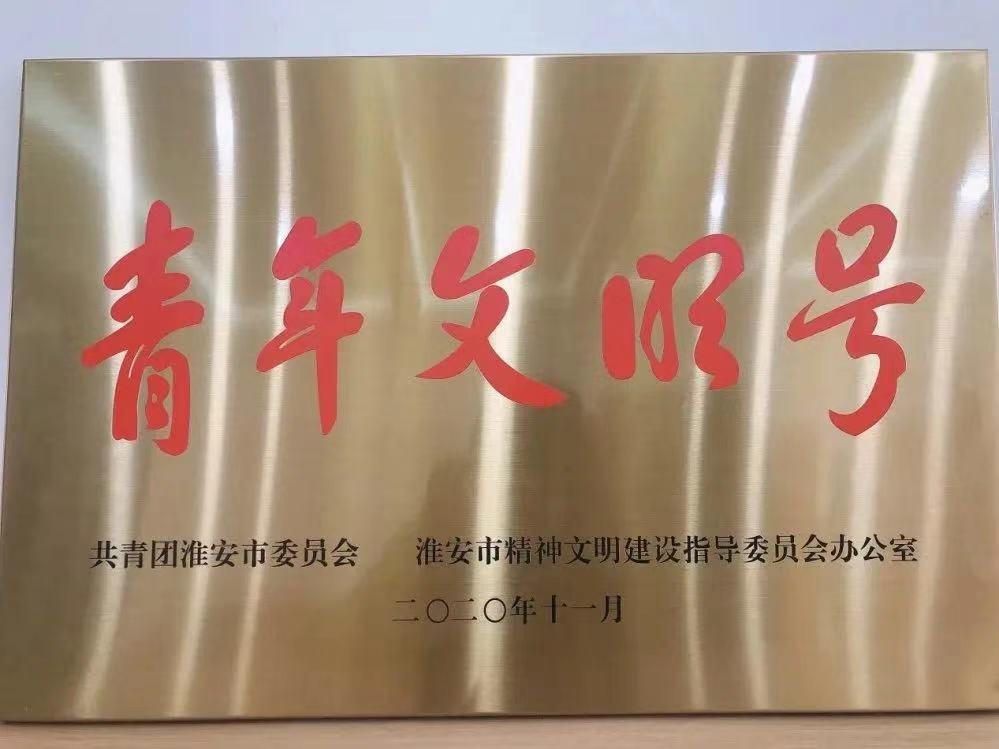 青年文明号
共青团淮安市委员会 淮安市精神文明建设指导委员会办公室
二〇二〇年十一月